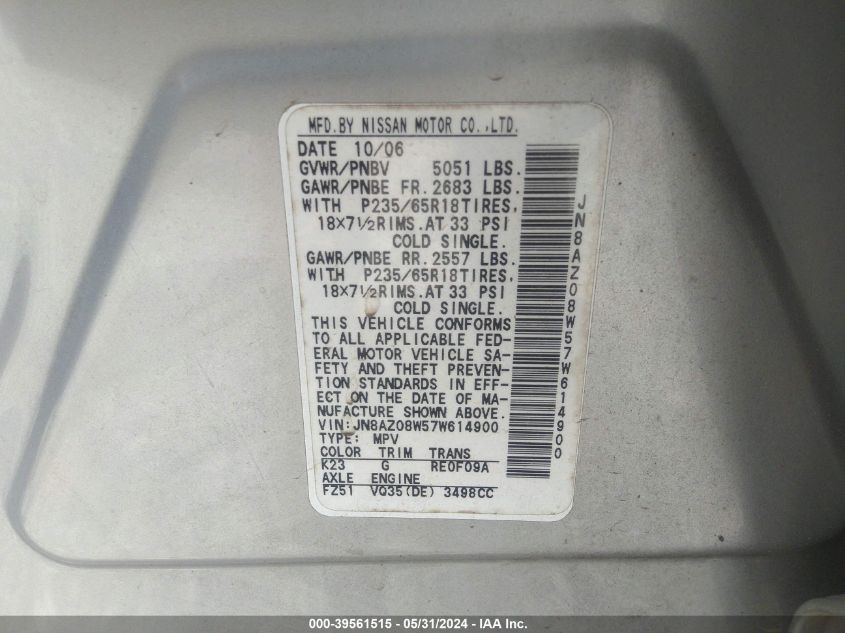 MFD.BY NISSAN MOTOR CO.,LTD.
DATE 10/06
GVWR/PNBV 5051 LBS.
GAWR/PNBE FR. 2683 LBS.
WITH P235/65R18TIRES,
18×7½RIMS.AT 33 PSI
COLD SINGLE.
GAWR/PNBE RR. 2557 LBS.
WITH P235/65R18TIRES,
18×7½RIMS.AT 33 PSI
COLD SINGLE.
THIS VEHICLE CONFORMS
TO ALL APPLICABLE FED-
ERAL MOTOR VEHICLE SA-
FETY AND THEFT PREVEN-
TION STANDARDS IN EFF-
ECT ON THE DATE OF MA-
NUFACTURE SHOWN ABOVE.
VIN:JN8AZ08W57W614900
TYPE: MPV
COLOR TRIM TRANS
K23 G RE0F09A
AXLE ENGINE
FZ51 VQ35(DE) 3498CC
JN8AZ08W57W614900
000-39561515 - 05/31/2024 - IAA Inc.